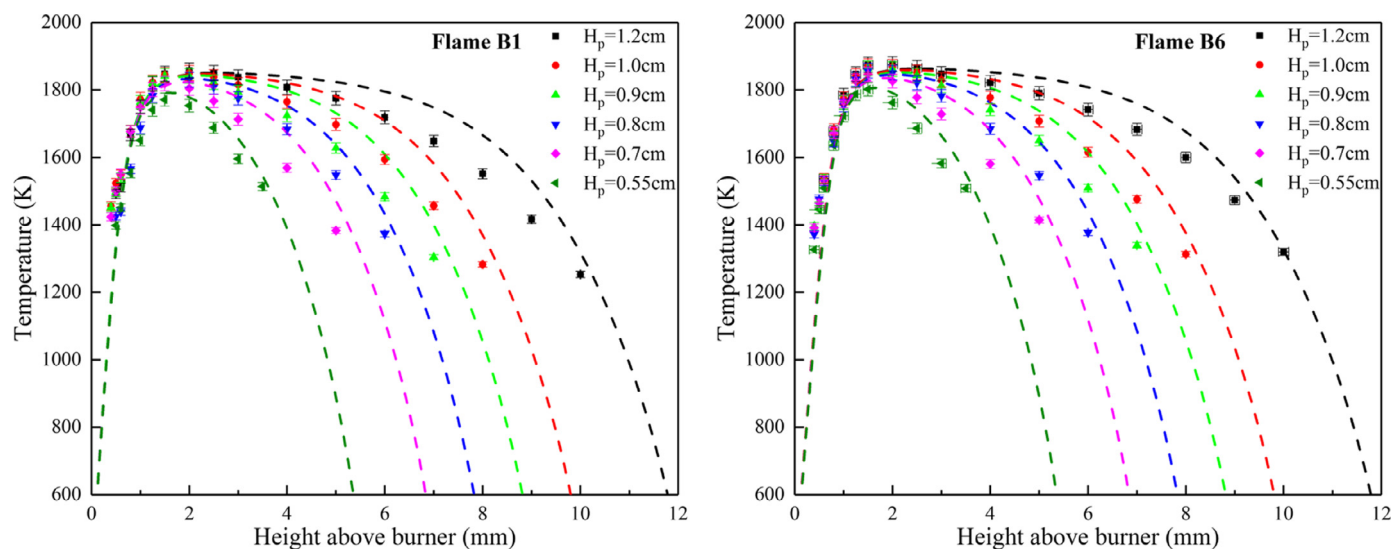 Flame B1
Hp=1.2cm
Hp=1.0cm
Hp=0.9cm
Hp=0.8cm
Hp=0.7cm
Hp=0.55cm
Temperature (K)
2000
1800
1600
1400
1200
1000
800
600
0 2 4 6 8 10 12
Height above burner (mm)
Flame B6
Hp=1.2cm
Hp=1.0cm
Hp=0.9cm
Hp=0.8cm
Hp=0.7cm
Hp=0.55cm
Temperature (K)
2000
1800
1600
1400
1200
1000
800
600
0 2 4 6 8 10 12
Height above burner (mm)